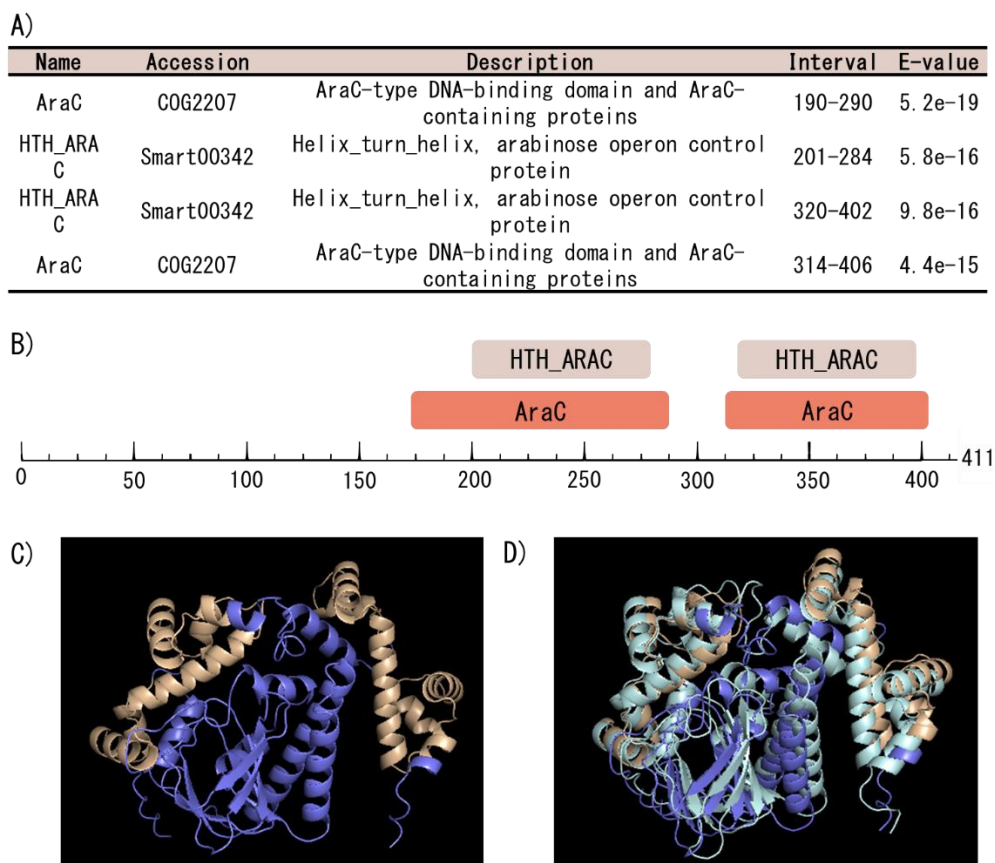 A)
Name Accession Description Interval E-value
AraC COG2207 AraC-type DNA-binding domain and AraC-
containing proteins 190-290 5.2e-19
HTH_ARA
C Smart00342 Helix_turn_helix, arabinose operon control
protein 201-284 5.8e-16
HTH_ARA
C Smart00342 Helix_turn_helix, arabinose operon control
protein 320-402 9.8e-16
AraC COG2207 AraC-type DNA-binding domain and AraC-
containing proteins 314-406 4.4e-15
B)
HTH_ARAC HTH_ARAC
AraC AraC
0 50 100 150 200 250 300 350 400 411
C) D)